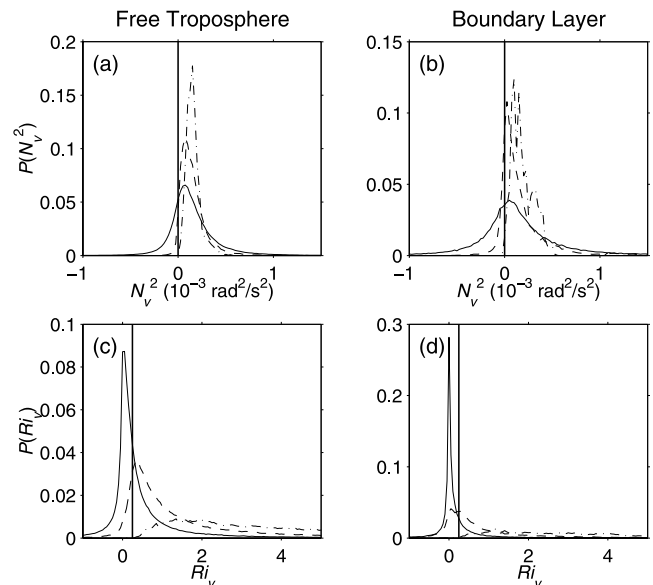 Free Troposphere
Boundary Layer
(a)
0.2
0.15
0.1
0.05
0
P(N_v^2)
−1 0 1
N_v^2 (10^−3 rad^2/s^2)
(b)
0.15
0.1
0.05
0
−1 0 1
N_v^2 (10^−3 rad^2/s^2)
(c)
0.1
0.08
0.06
0.04
0.02
0
P(Ri_v)
0 2 4
Ri_v
(d)
0.3
0.2
0.1
0
0 2 4
Ri_v